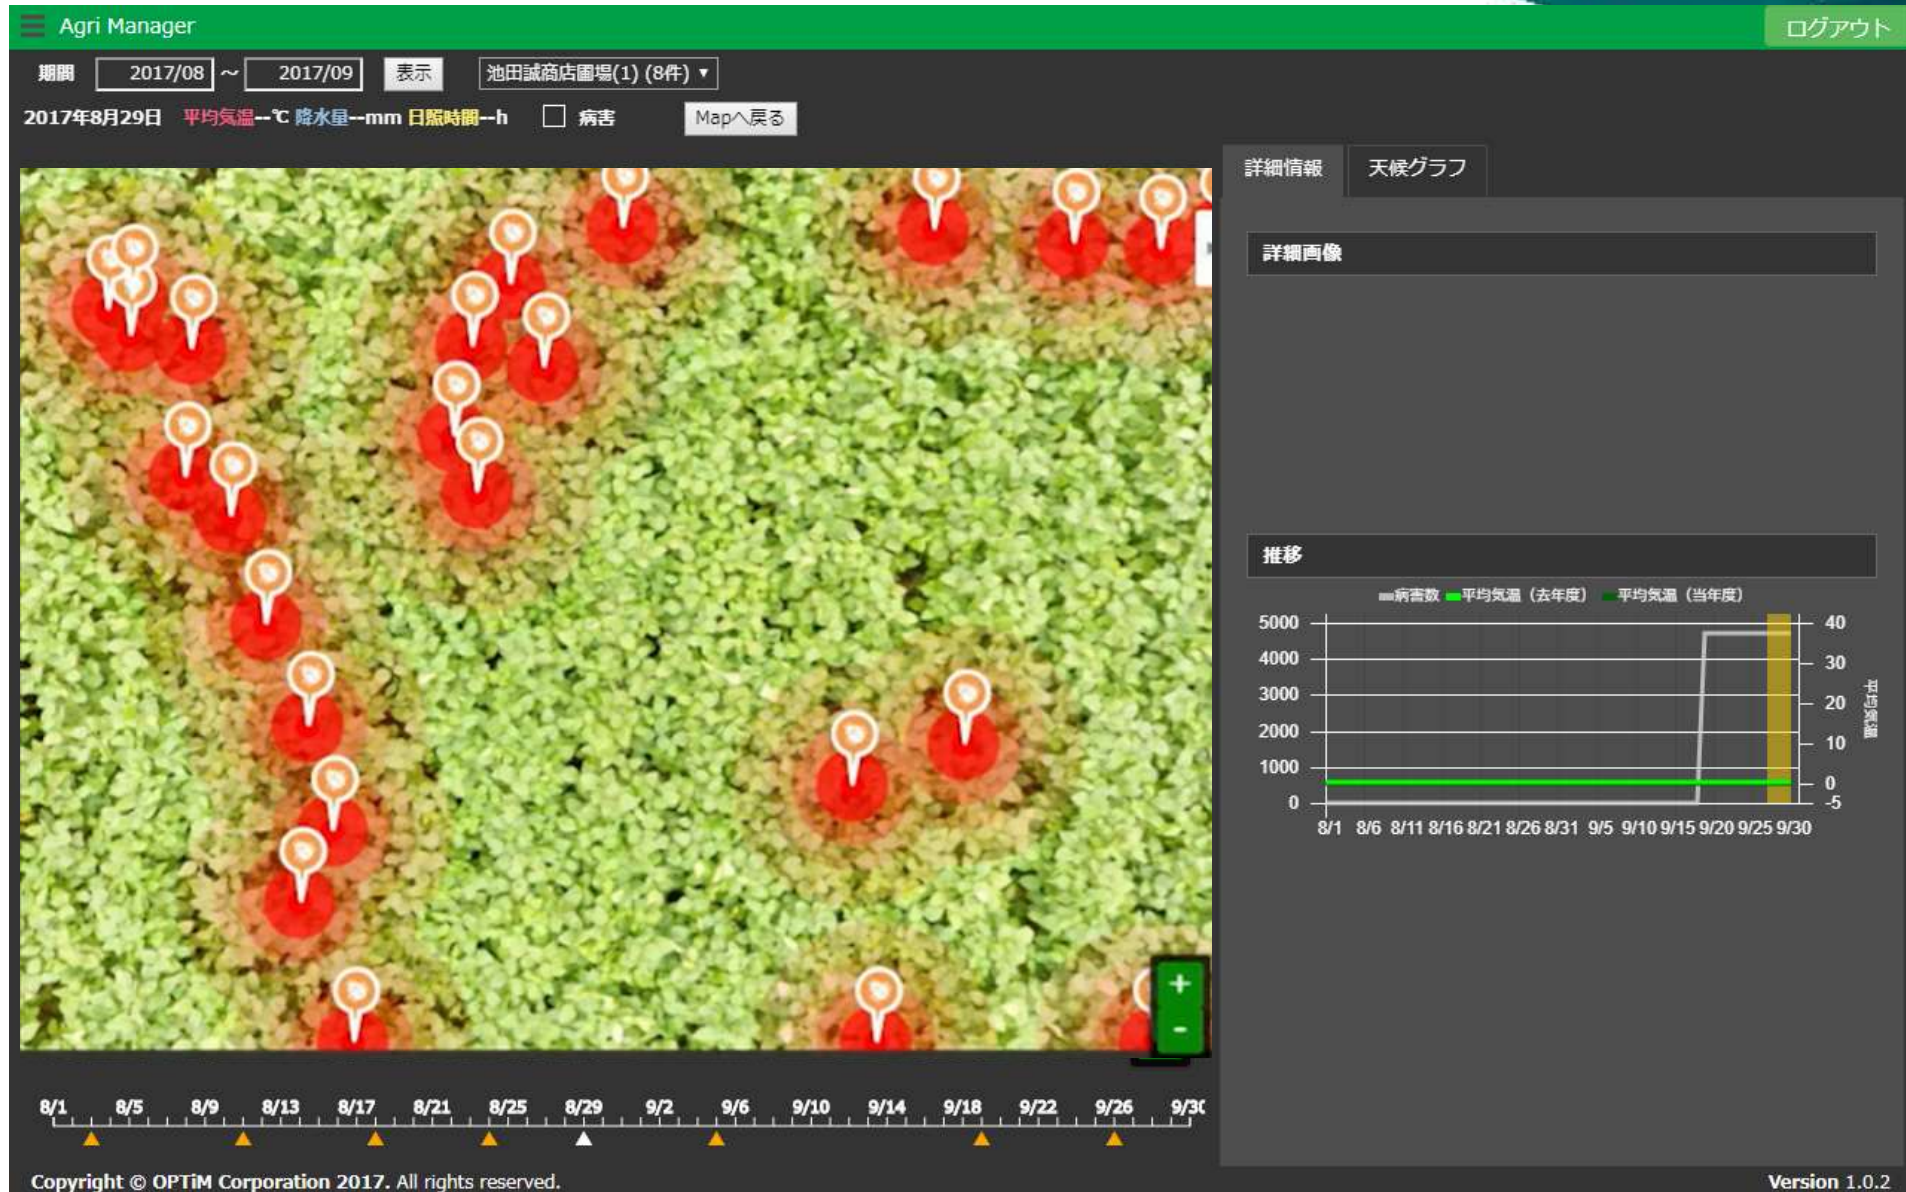 Agri Manager
ログアウト
期間 2017/08 ～ 2017/09 表示 池田誠商店圃場(1) (8件) ▼
2017年8月29日 平均気温--℃ 降水量--mm 日照時間--h 病害 Mapへ戻る
詳細情報 天候グラフ
詳細画像
推移
病害数 平均気温（去年度） 平均気温（当年度）
5000 40
4000 30
3000 20
2000 10
1000 0
0 -5
平均気温
8/1 8/6 8/11 8/16 8/21 8/26 8/31 9/5 9/10 9/15 9/20 9/25 9/30
+
-
8/1 8/5 8/9 8/13 8/17 8/21 8/25 8/29 9/2 9/6 9/10 9/14 9/18 9/22 9/26 9/30
Copyright © OPTiM Corporation 2017. All rights reserved.
Version 1.0.2